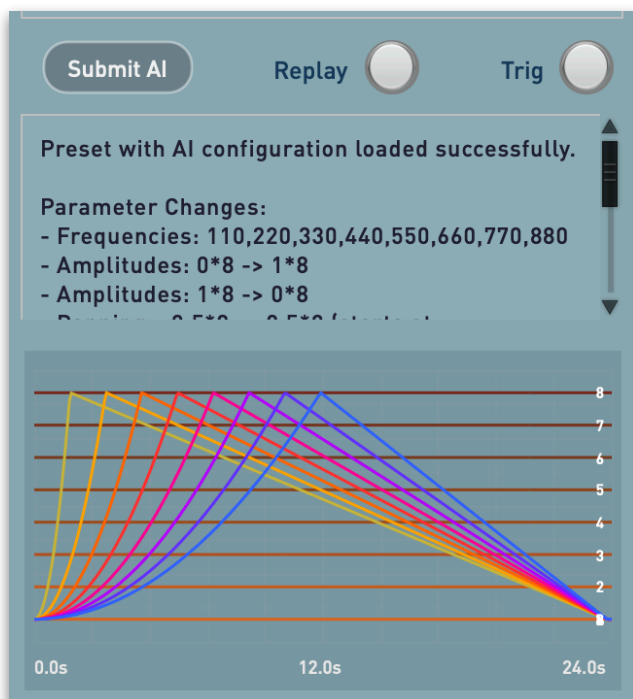 Submit AI
Replay
Trig
Preset with AI configuration loaded successfully.
Parameter Changes:
- Frequencies: 110,220,330,440,550,660,770,880
- Amplitudes: 0*8 -> 1*8
- Amplitudes: 1*8 -> 0*8
8
7
6
5
4
3
2
0.0s
12.0s
24.0s